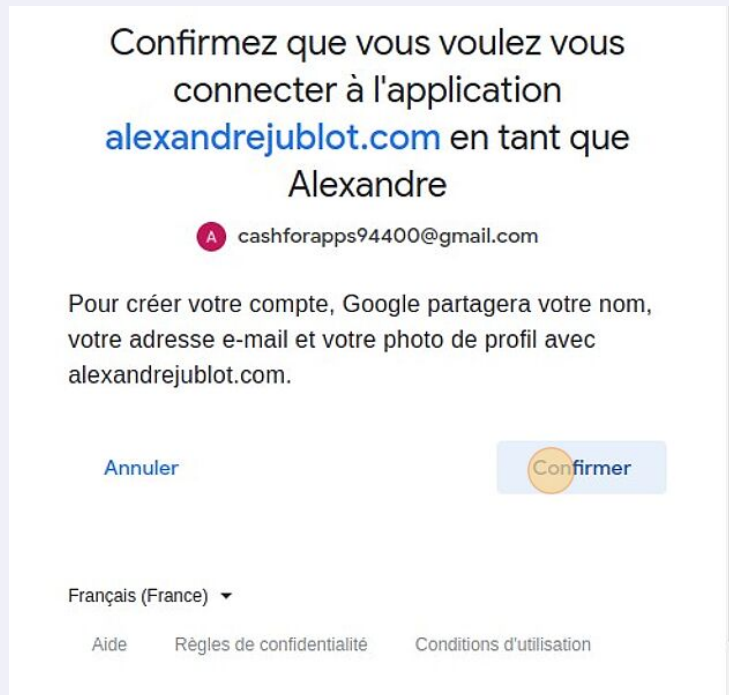 Confirmez que vous voulez vous
connecter à l'application
alexandrejublot.com en tant que
Alexandre
A cashforapps94400@gmail.com
Pour créer votre compte, Google partagera votre nom,
votre adresse e-mail et votre photo de profil avec
alexandrejublot.com.
Annuler Confirmer
Français (France)
Aide Règles de confidentialité Conditions d'utilisation